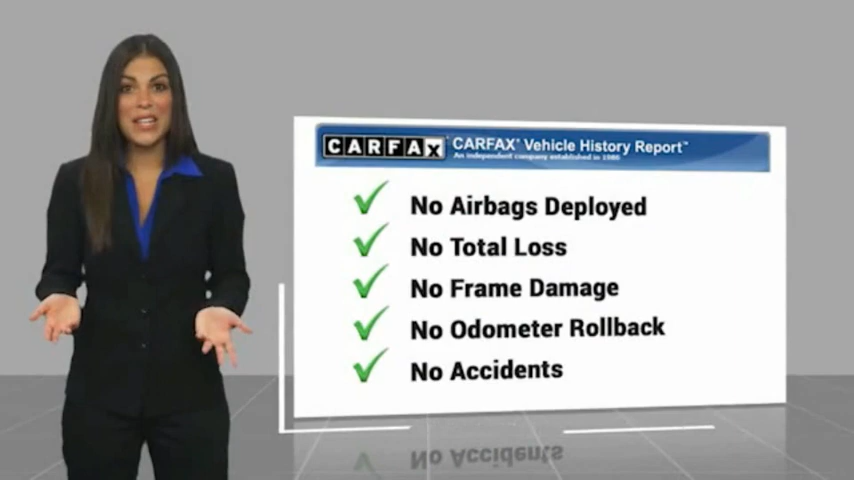 CARFAX CARFAX® Vehicle History Report™
An independent company established in 1986
No Airbags Deployed
No Total Loss
No Frame Damage
No Odometer Rollback
No Accidents
No Accidents